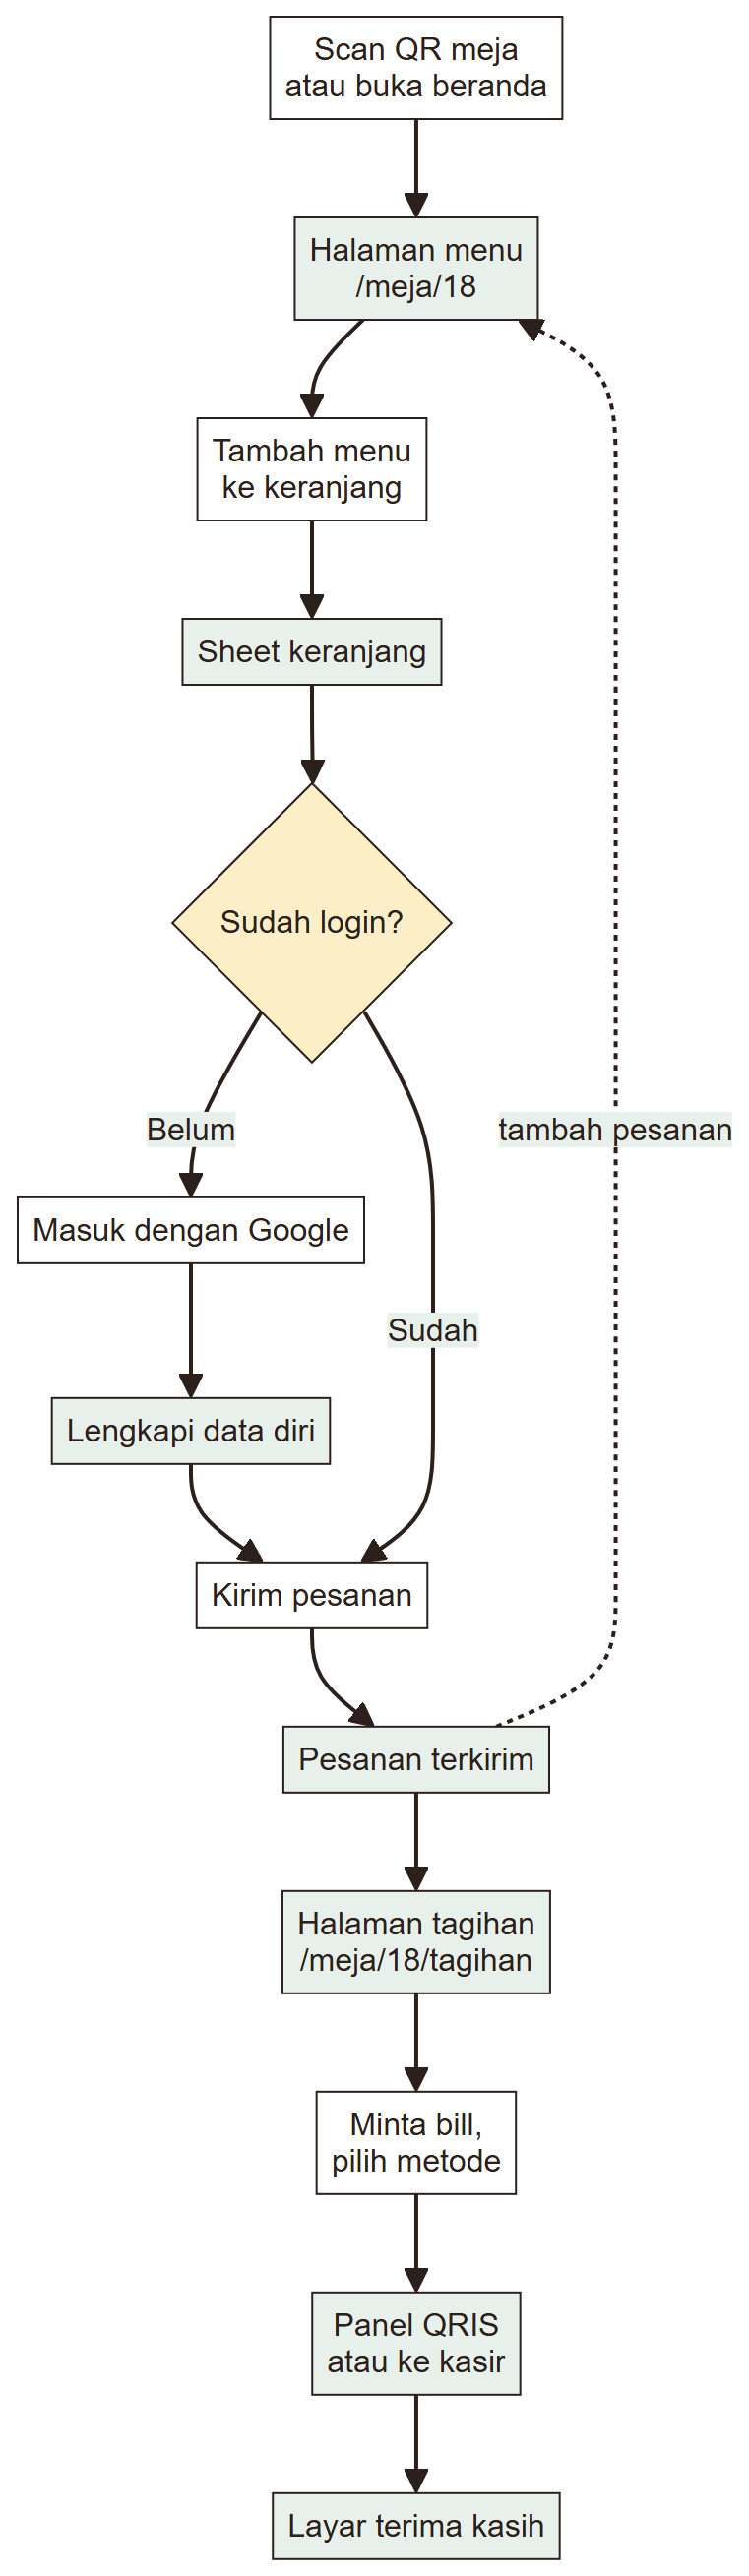 Scan QR meja
atau buka beranda
Halaman menu
/meja/18
Tambah menu
ke keranjang
Sheet keranjang
Sudah login?
Belum
tambah pesanan
Masuk dengan Google
Sudah
Lengkapi data diri
Kirim pesanan
Pesanan terkirim
Halaman tagihan
/meja/18/tagihan
Minta bill,
pilih metode
Panel QRIS
atau ke kasir
Layar terima kasih